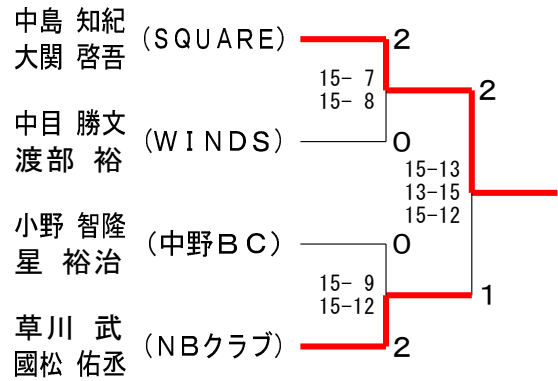 中島 知紀
大関 啓吾
(SQUARE)
2
15- 7
15- 8
2
中目 勝文
渡部 裕
(WINDS)
0
15-13
13-15
15-12
小野 智隆
星 裕治
(中野BC)
0
15- 9
15-12
1
草川 武
國松 佑丞
(NBクラブ)
2